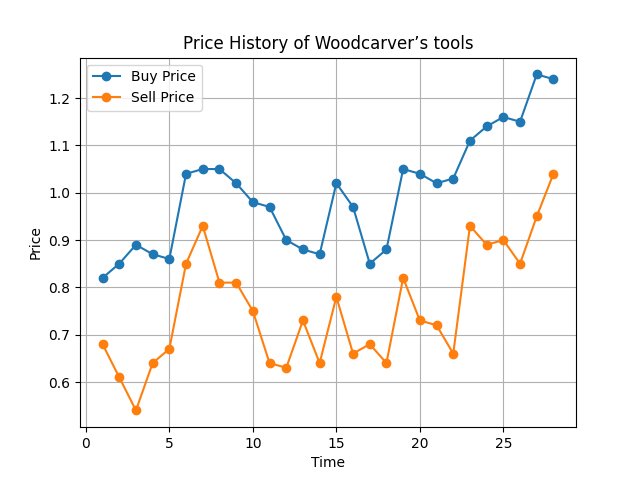 Price History of Woodcarver’s tools
Buy Price
Sell Price
Price
1.2
1.1
1.0
0.9
0.8
0.7
0.6
0 5 10 15 20 25
Time